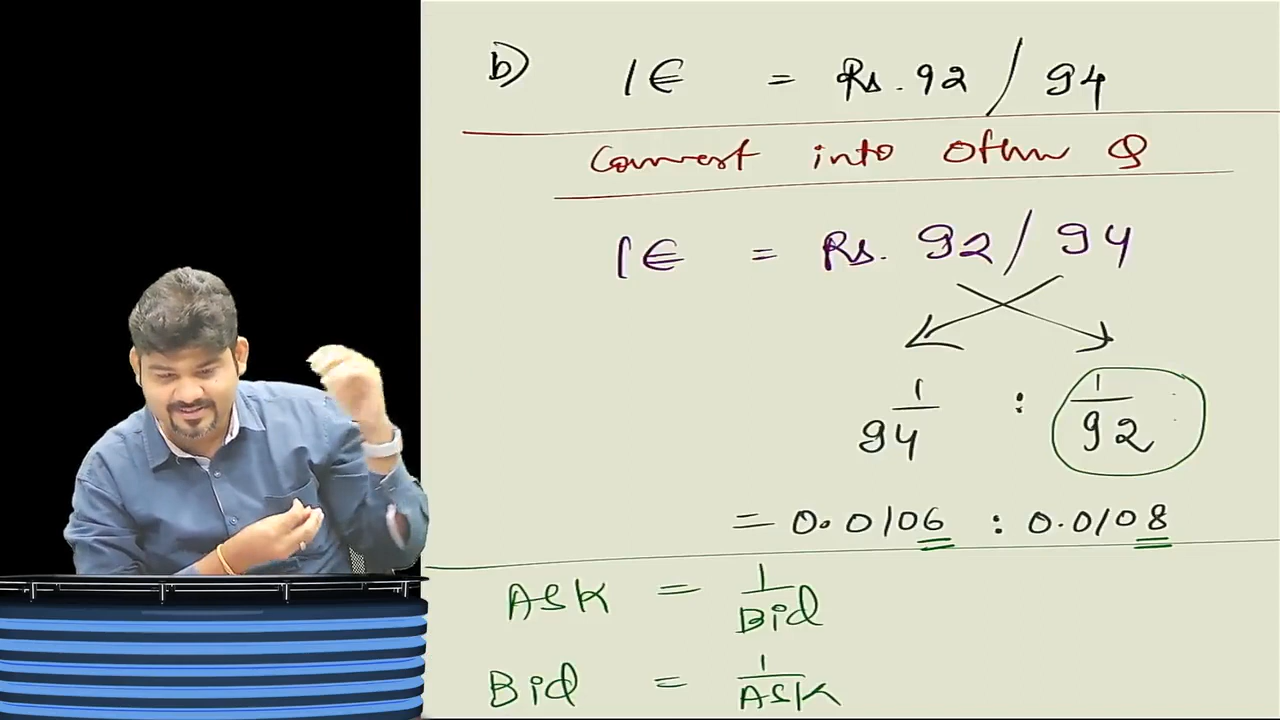 b) 1€ = Rs. 92 / 94
Convert into Other Q
1€ = Rs. 92 / 94
1/94 : 1/92
= 0.0106 : 0.0108
ASK = 1/Bid
Bid = 1/ASK